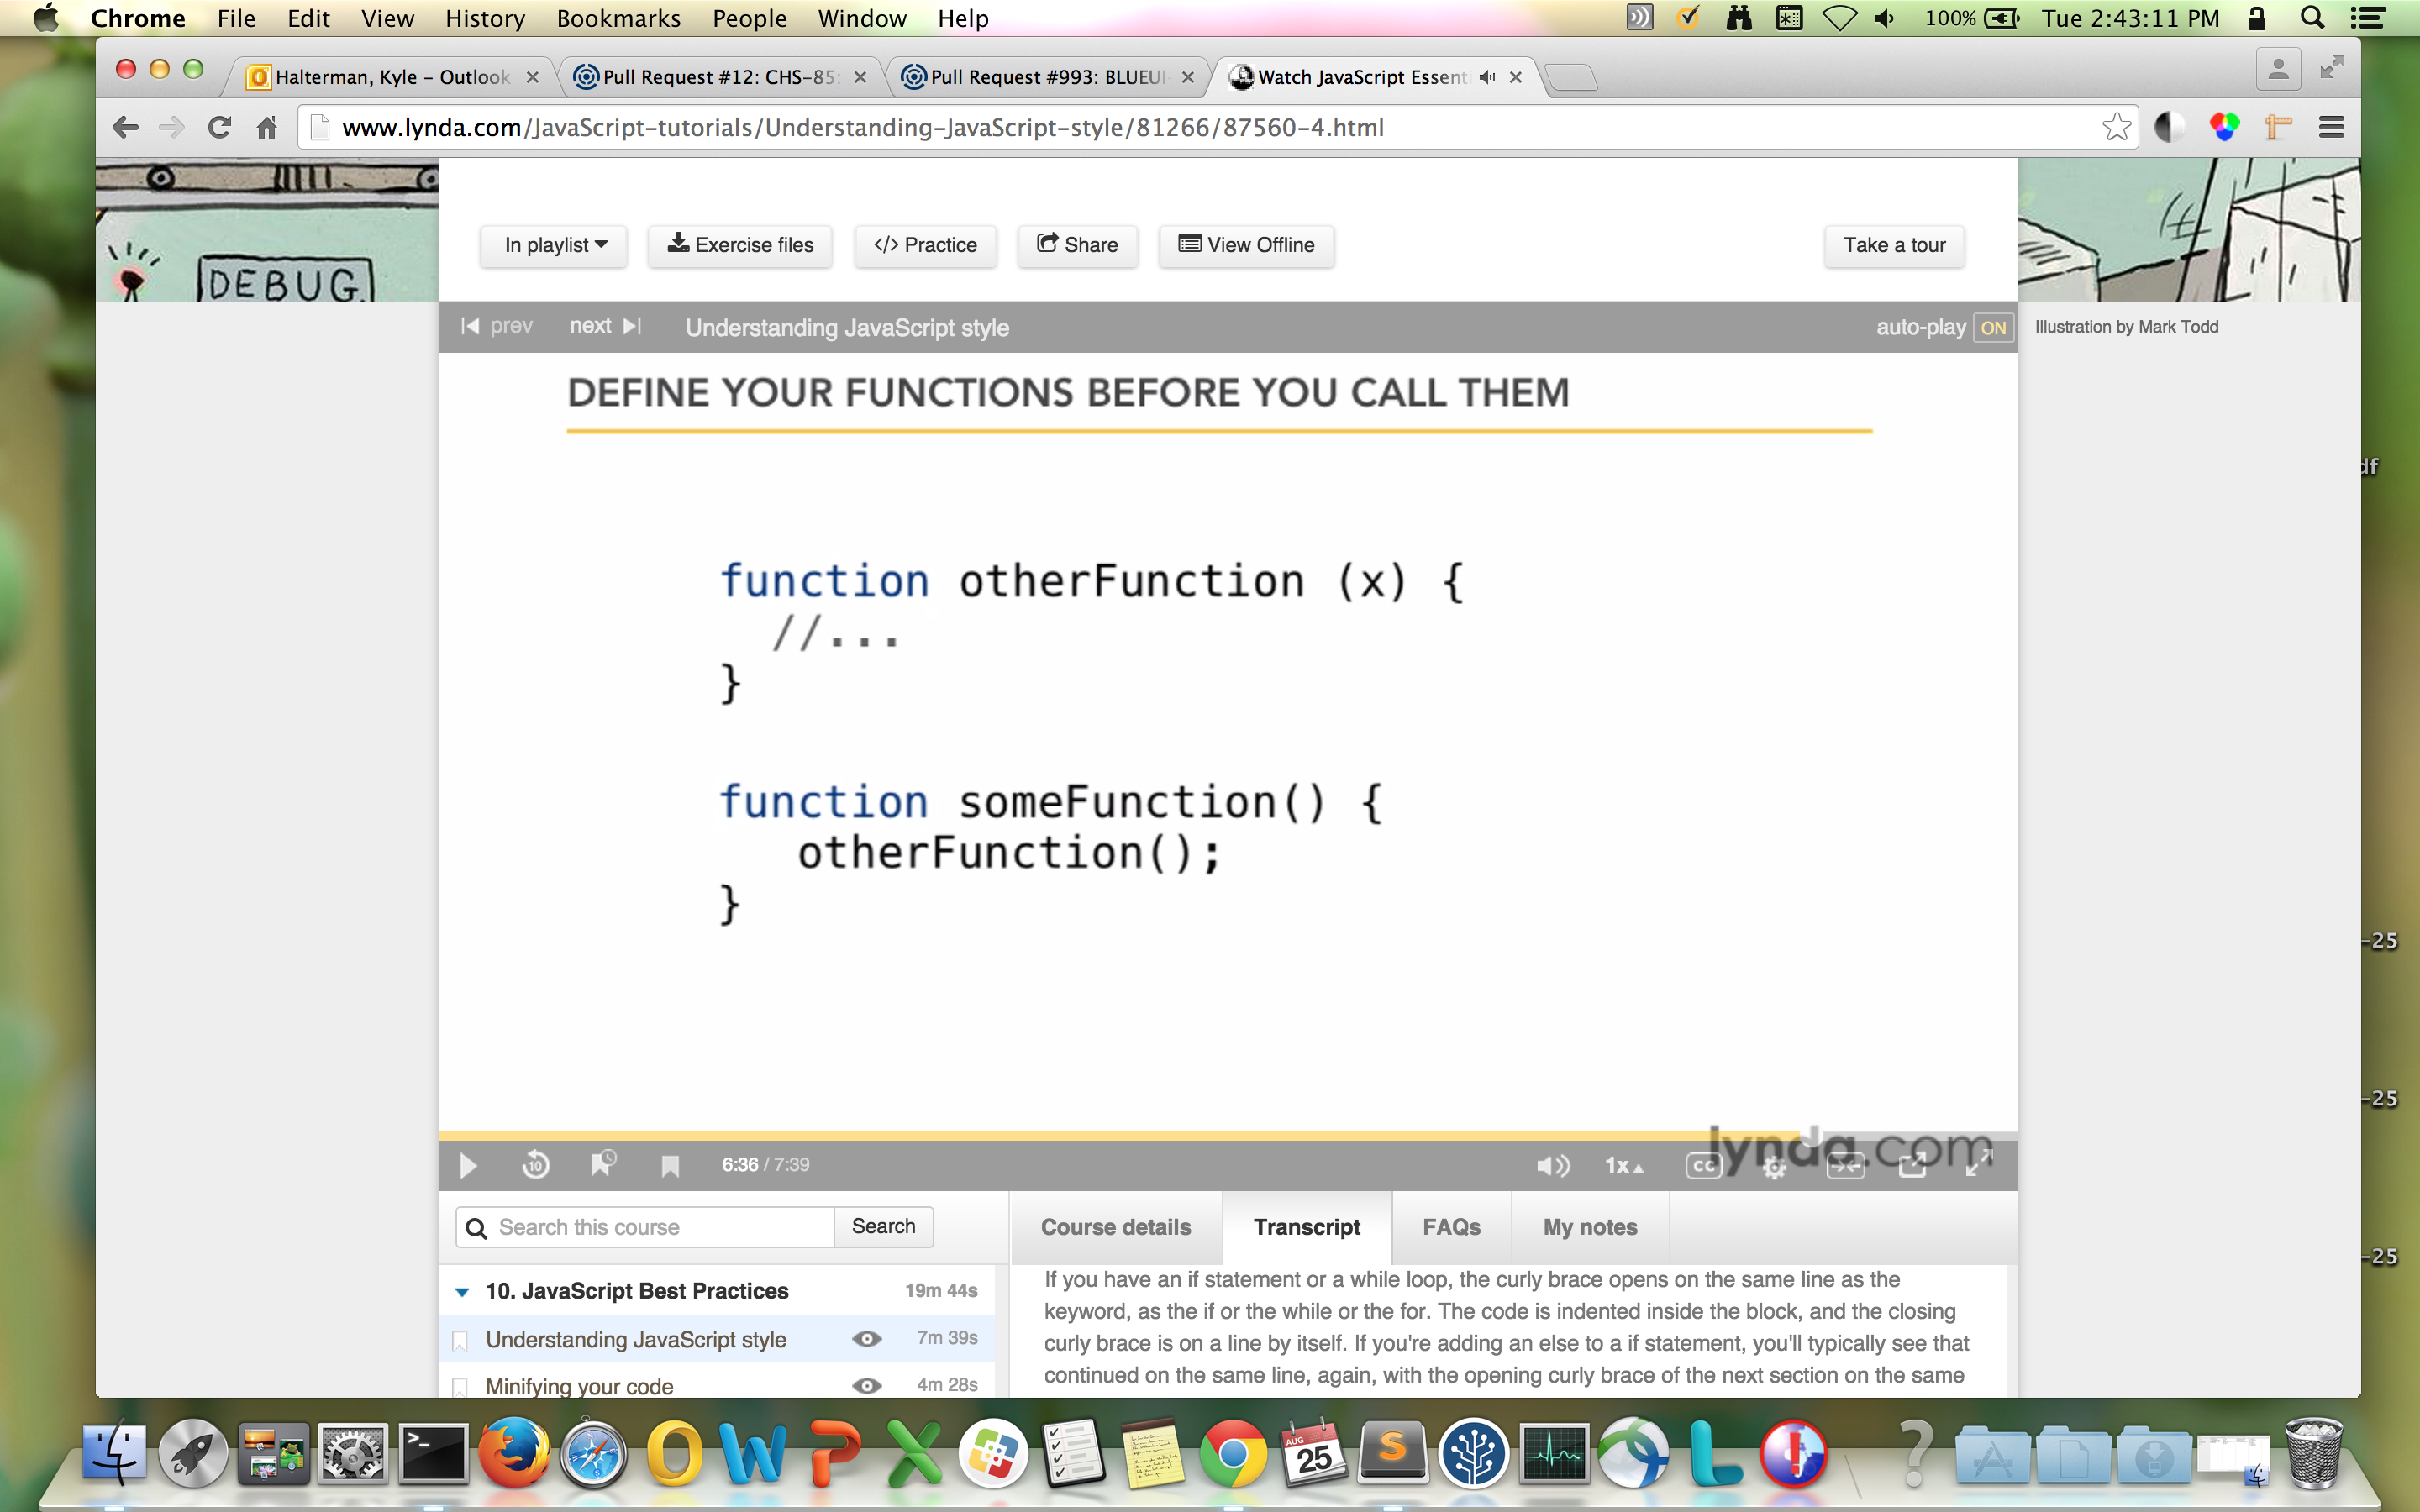 Chrome File Edit View History Bookmarks People Window Help 100% Tue 2:43:11 PM
Halterman, Kyle – Outlook Pull Request #12: CHS-85 Pull Request #993: BLUEUI Watch JavaScript Essent
www.lynda.com/JavaScript-tutorials/Understanding-JavaScript-style/81266/87560-4.html
DEBUG
In playlist Exercise files </> Practice Share View Offline Take a tour
prev next Understanding JavaScript style auto-play ON
Illustration by Mark Todd
DEFINE YOUR FUNCTIONS BEFORE YOU CALL THEM
df
function otherFunction (x) {
//...
}
function someFunction() {
otherFunction();
}
-25
-25
-25
lynda.com
10 6:36 / 7:39 1x CC
Search this course Search
Course details Transcript FAQs My notes
10. JavaScript Best Practices 19m 44s
Understanding JavaScript style 7m 39s
Minifying your code 4m 28s
If you have an if statement or a while loop, the curly brace opens on the same line as the
keyword, as the if or the while or the for. The code is indented inside the block, and the closing
curly brace is on a line by itself. If you're adding an else to a if statement, you'll typically see that
continued on the same line, again, with the opening curly brace of the next section on the same
AUG
25